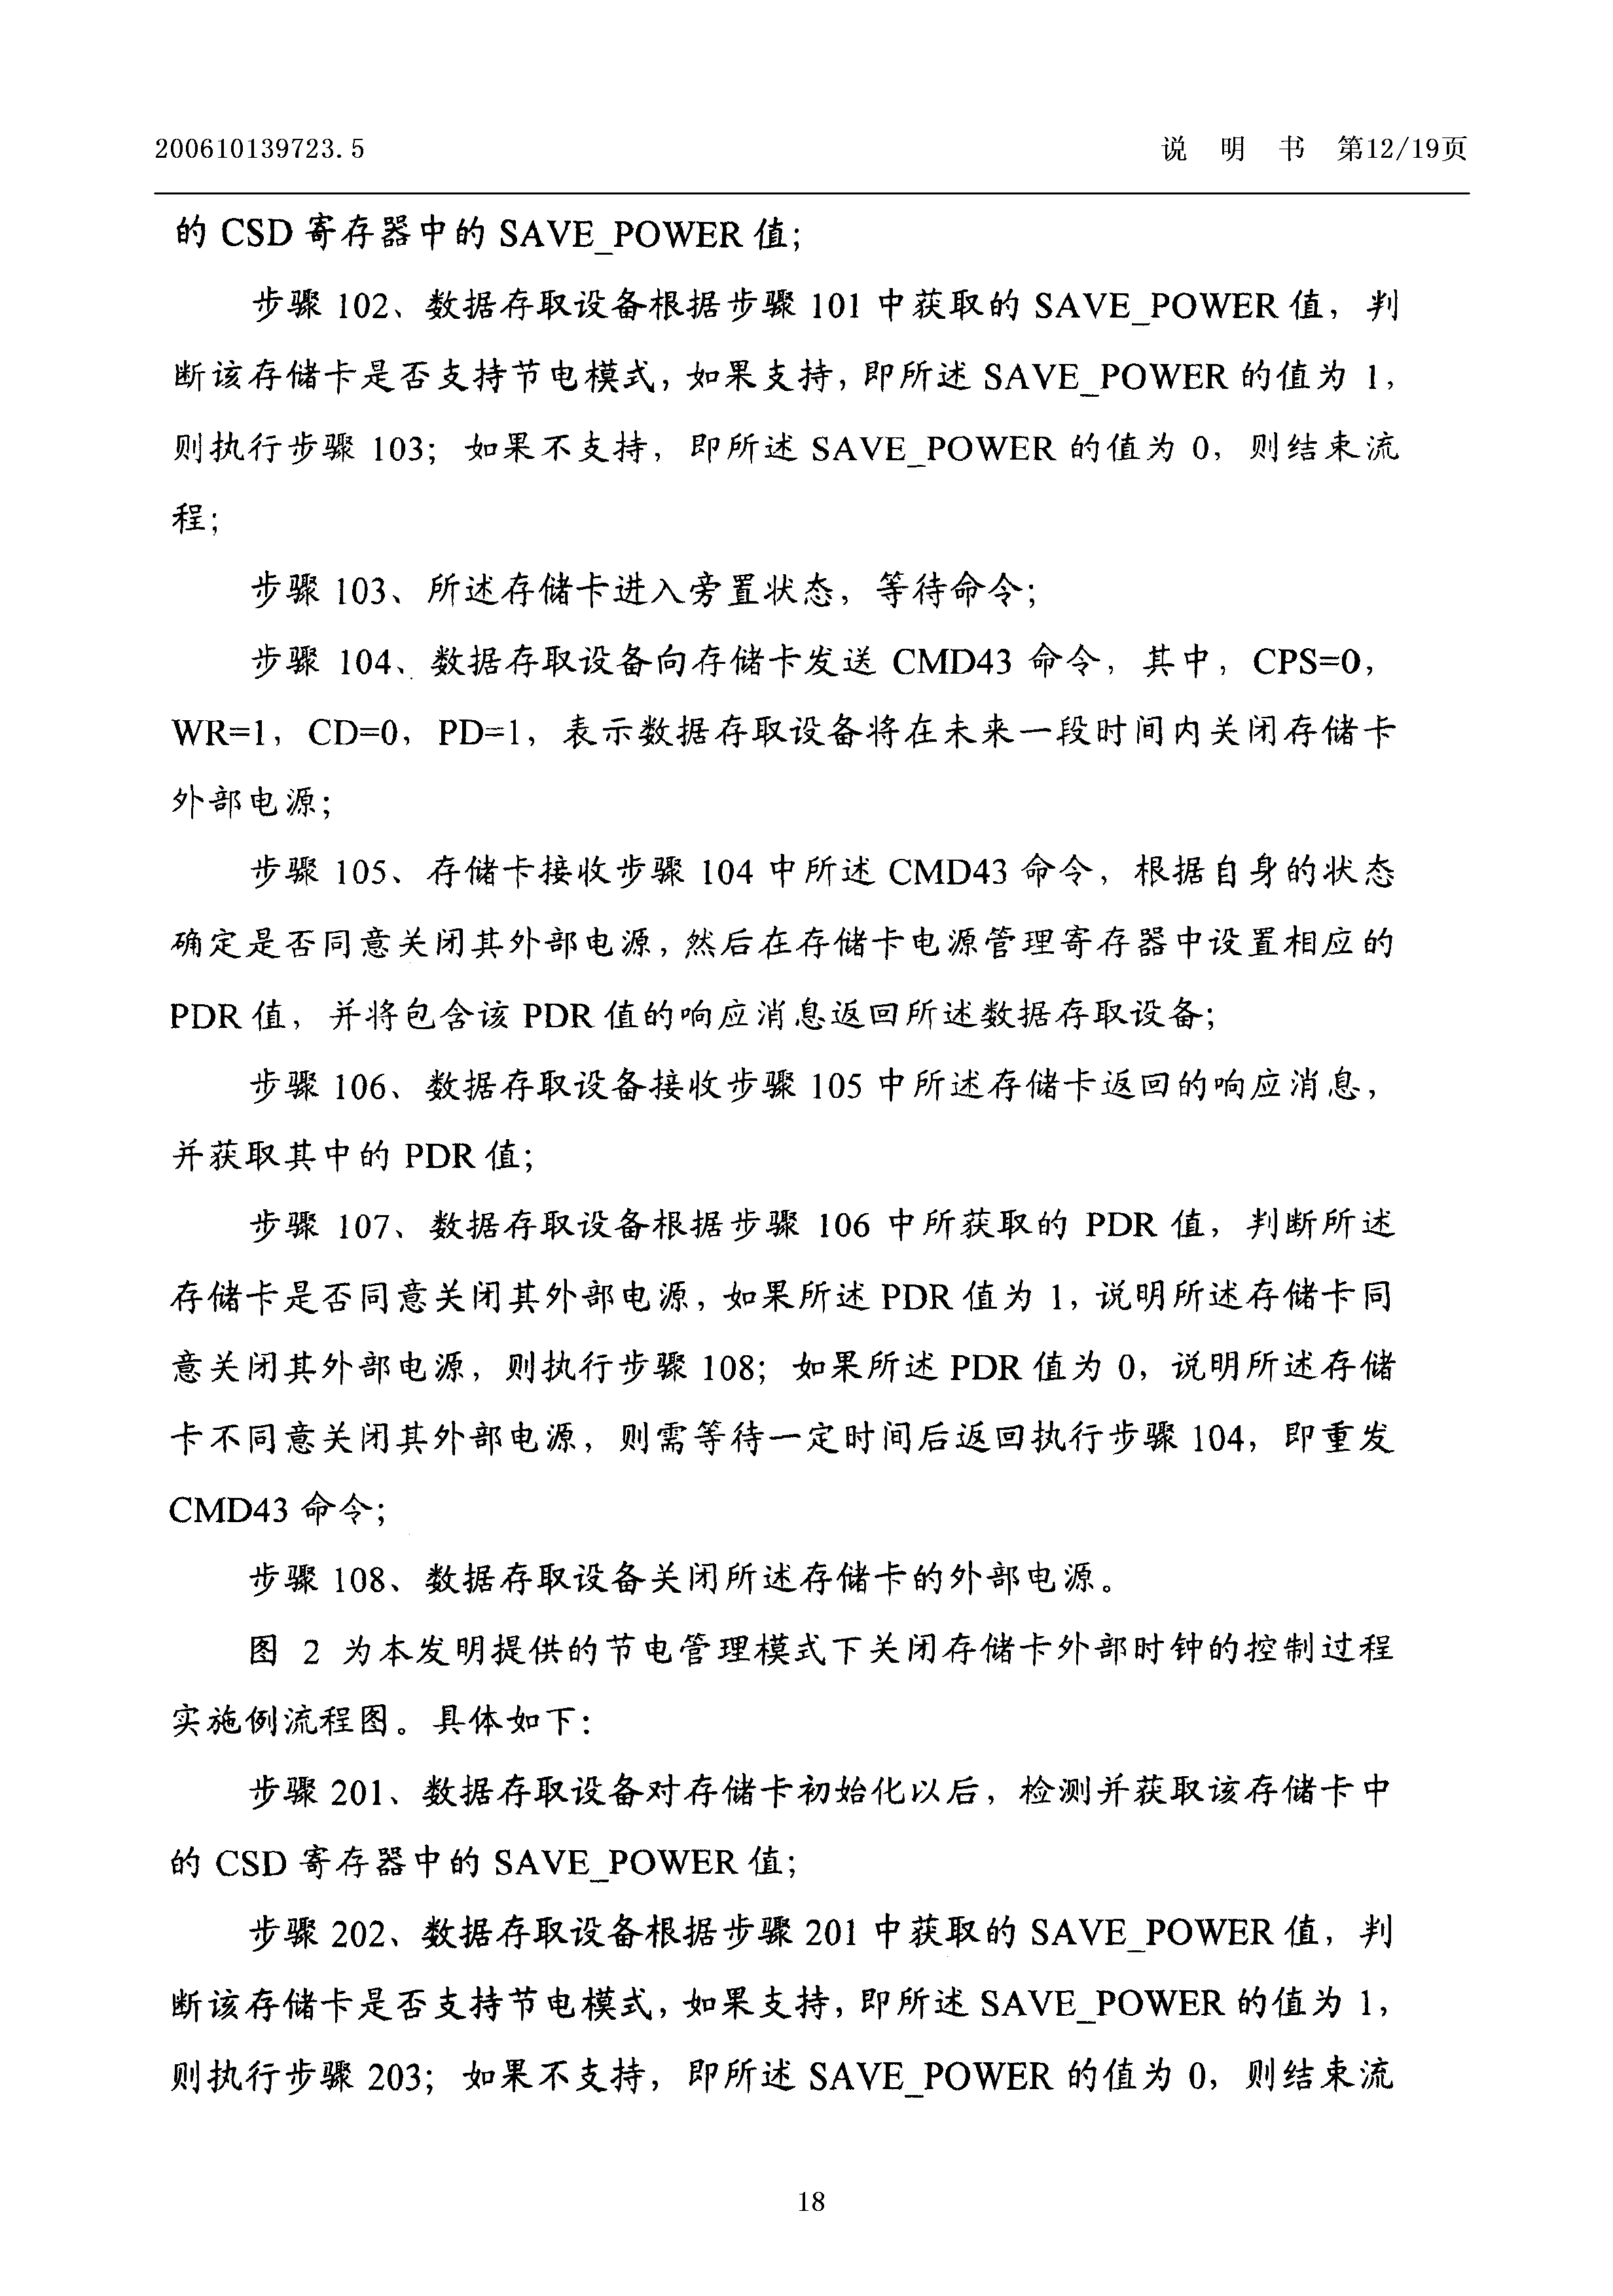 200610139723.5
说 明 书 第12/19页
的 CSD 寄存器中的 SAVE_POWER 值;
步骤 102、数据存取设备根据步骤 101 中获取的 SAVE_POWER 值，判
断该存储卡是否支持节电模式，如果支持，即所述 SAVE_POWER 的值为 1，
则执行步骤 103；如果不支持，即所述 SAVE_POWER 的值为 0，则结束流
程;
步骤 103、所述存储卡进入旁置状态，等待命令;
步骤 104、数据存取设备向存储卡发送 CMD43 命令，其中，CPS=0，
WR=1，CD=0，PD=1，表示数据存取设备将在未来一段时间内关闭存储卡
外部电源;
步骤 105、存储卡接收步骤 104 中所述 CMD43 命令，根据自身的状态
确定是否同意关闭其外部电源，然后在存储卡电源管理寄存器中设置相应的
PDR 值，并将包含该 PDR 值的响应消息返回所述数据存取设备;
步骤 106、数据存取设备接收步骤 105 中所述存储卡返回的响应消息，
并获取其中的 PDR 值;
步骤 107、数据存取设备根据步骤 106 中所获取的 PDR 值，判断所述
存储卡是否同意关闭其外部电源，如果所述 PDR 值为 1，说明所述存储卡同
意关闭其外部电源，则执行步骤 108；如果所述 PDR 值为 0，说明所述存储
卡不同意关闭其外部电源，则需等待一定时间后返回执行步骤 104，即重发
CMD43 命令;
步骤 108、数据存取设备关闭所述存储卡的外部电源。
图 2 为本发明提供的节电管理模式下关闭存储卡外部时钟的控制过程
实施例流程图。具体如下:
步骤 201、数据存取设备对存储卡初始化以后，检测并获取该存储卡中
的 CSD 寄存器中的 SAVE_POWER 值;
步骤 202、数据存取设备根据步骤 201 中获取的 SAVE_POWER 值，判
断该存储卡是否支持节电模式，如果支持，即所述 SAVE_POWER 的值为 1，
则执行步骤 203；如果不支持，即所述 SAVE_POWER 的值为 0，则结束流
18